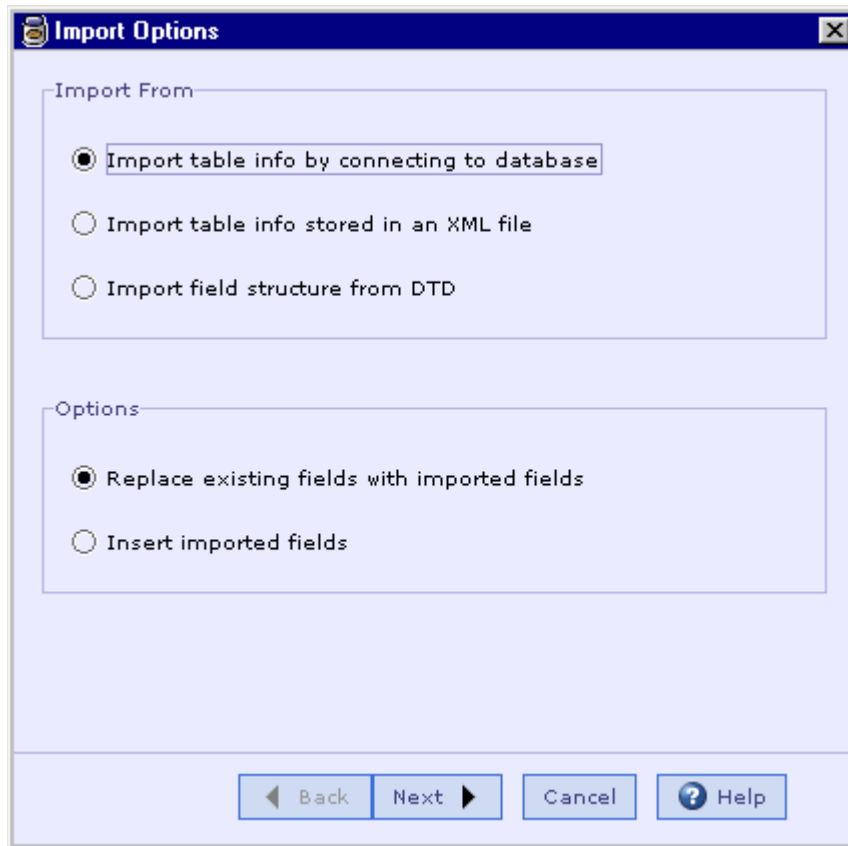 Import Options
Import From
Import table info by connecting to database
Import table info stored in an XML file
Import field structure from DTD
Options
Replace existing fields with imported fields
Insert imported fields
Back Next Cancel Help